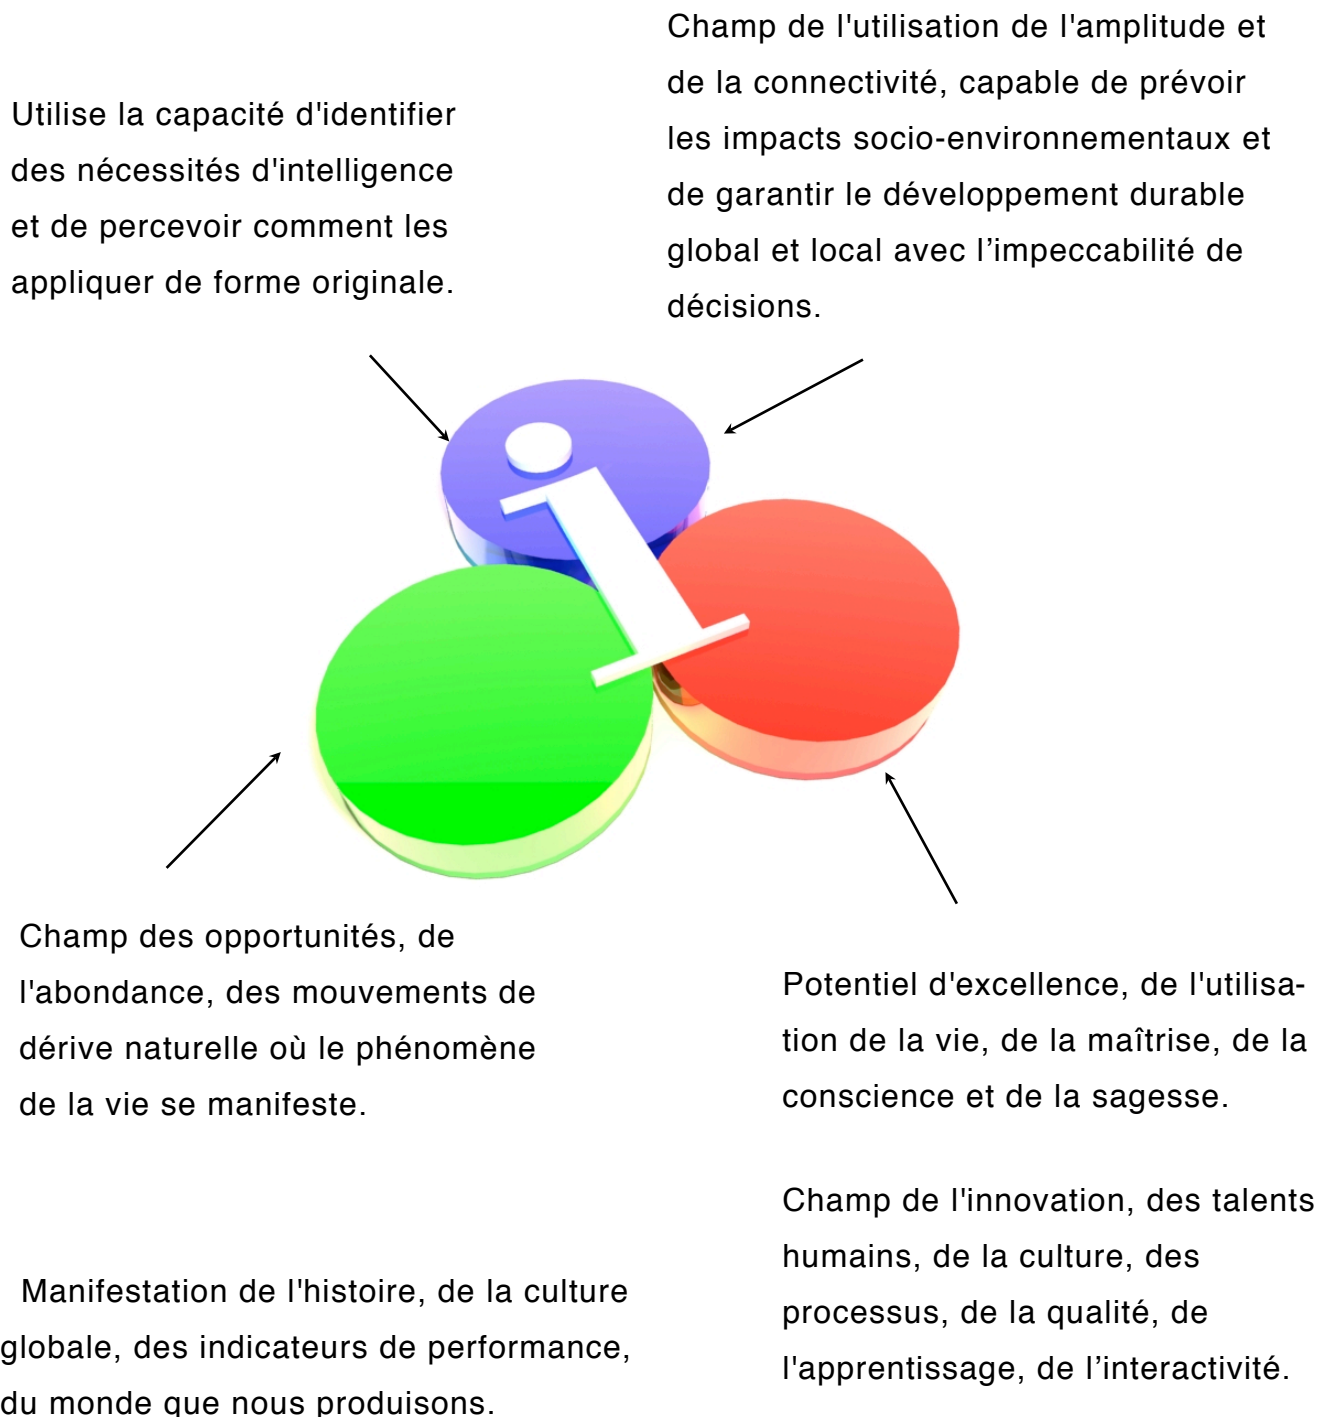 Utilise la capacité d'identifier
des nécessités d'intelligence
et de percevoir comment les
appliquer de forme originale.
Champ de l'utilisation de l'amplitude et
de la connectivité, capable de prévoir
les impacts socio-environnementaux et
de garantir le développement durable
global et local avec l’impeccabilité de
décisions.
i
Champ des opportunités, de
l'abondance, des mouvements de
dérive naturelle où le phénomène
de la vie se manifeste.
Manifestation de l'histoire, de la culture
globale, des indicateurs de performance,
du monde que nous produisons.
Potentiel d'excellence, de l'utilisa-
tion de la vie, de la maîtrise, de la
conscience et de la sagesse.
Champ de l'innovation, des talents
humains, de la culture, des
processus, de la qualité, de
l'apprentissage, de l’interactivité.